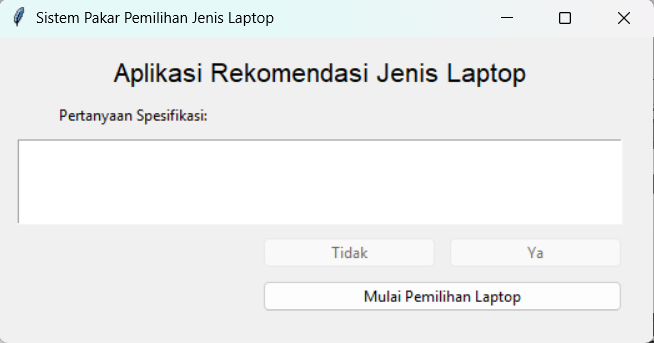 Sistem Pakar Pemilihan Jenis Laptop
Aplikasi Rekomendasi Jenis Laptop
Pertanyaan Spesifikasi:
Tidak Ya
Mulai Pemilihan Laptop